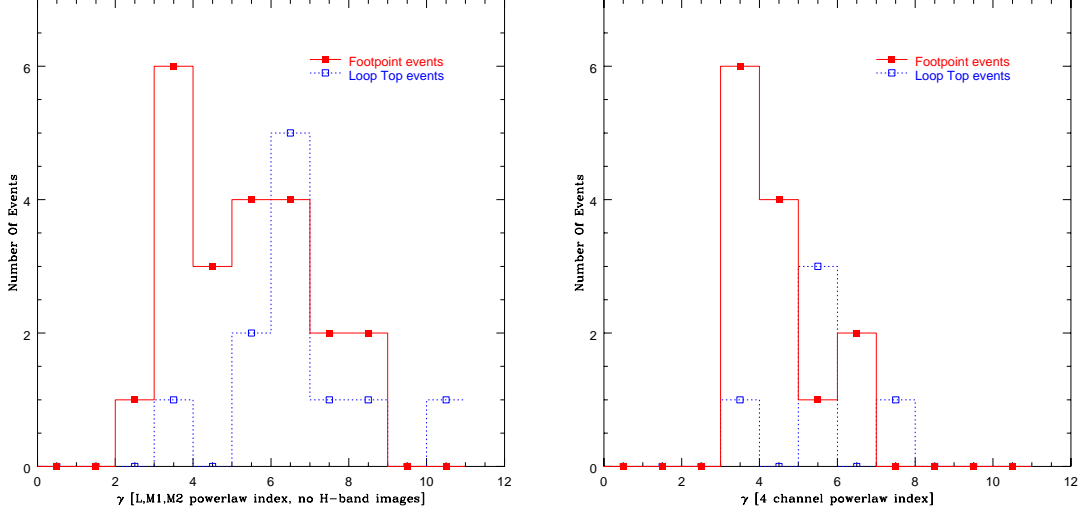 6
4
2
0
Number Of Events
Footpoint events
Loop Top events
0 2 4 6 8 10 12
γ [L,M1,M2 powerlaw index, no H-band images]
6
4
2
0
Number Of Events
Footpoint events
Loop Top events
0 2 4 6 8 10 12
γ [4 channel powerlaw index]